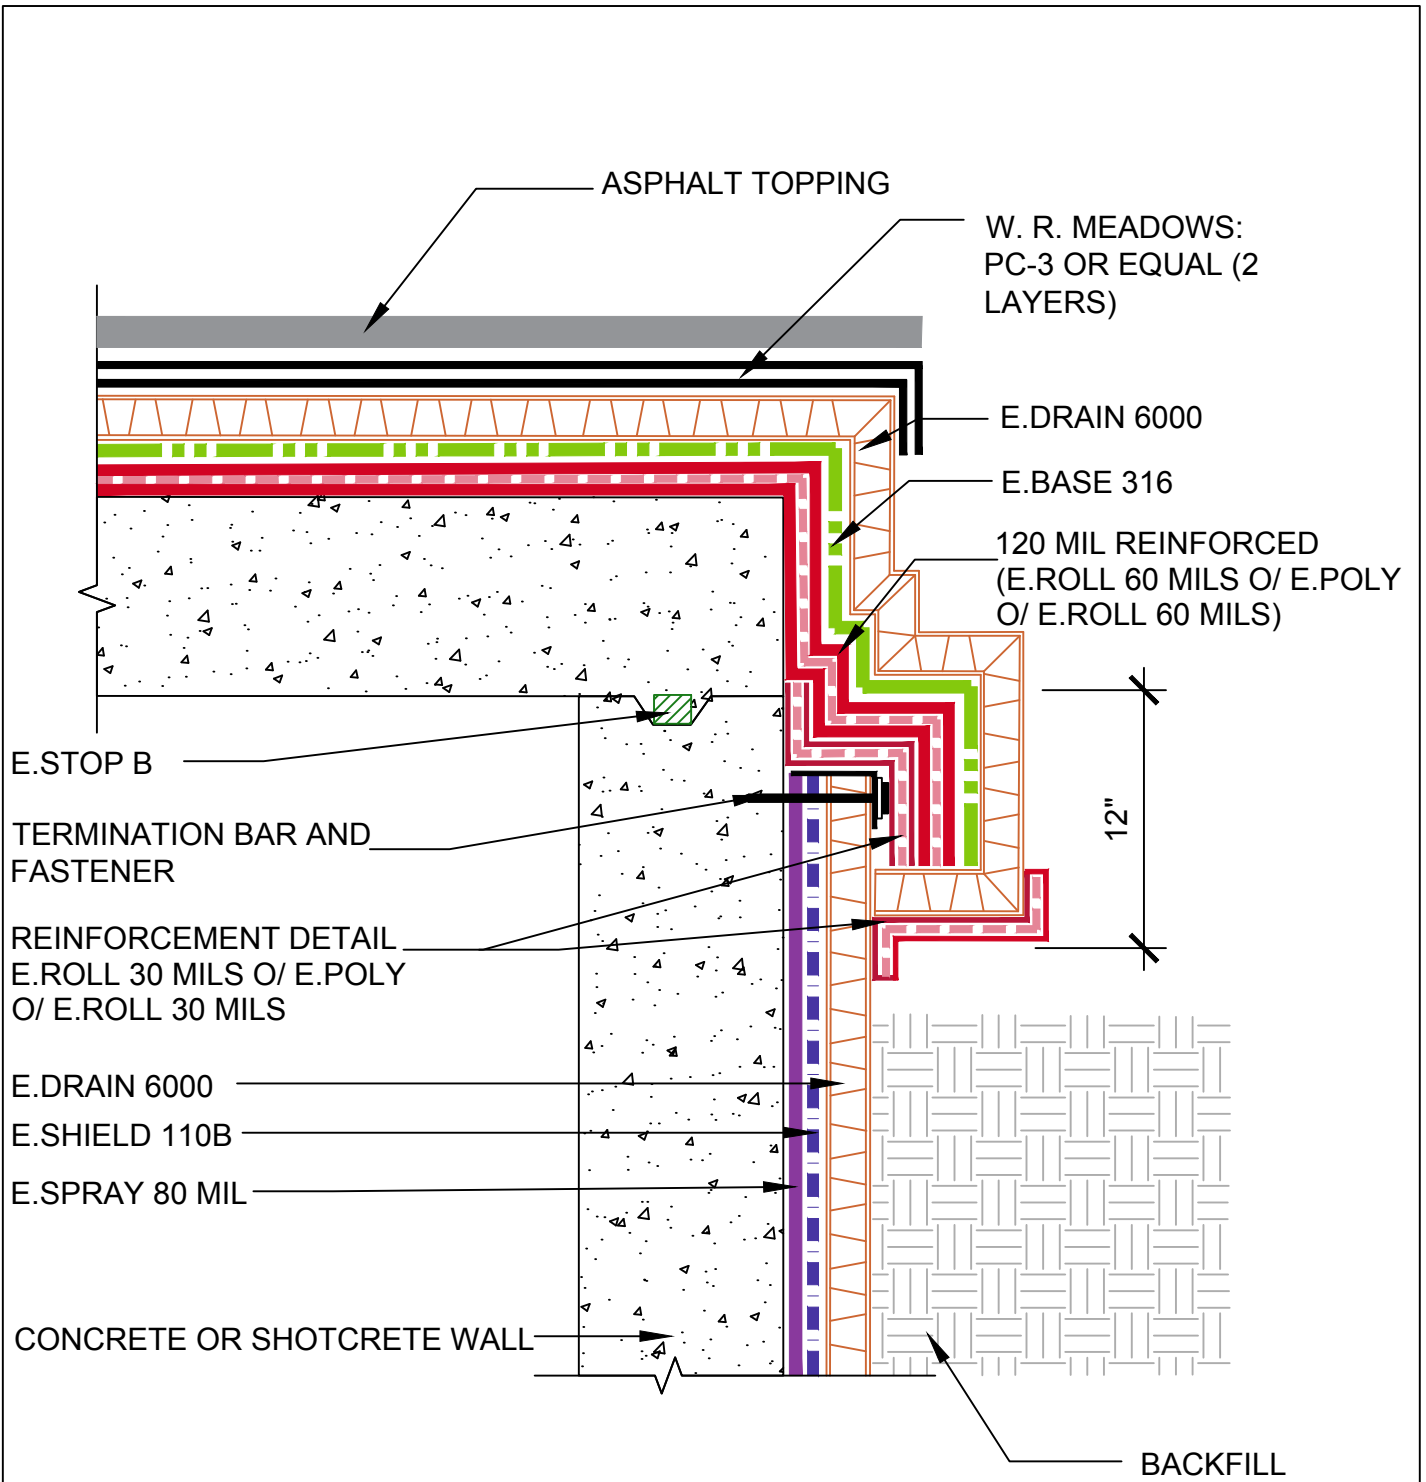 ASPHALT TOPPING
W. R. MEADOWS:
PC-3 OR EQUAL (2
LAYERS)
E.DRAIN 6000
E.BASE 316
120 MIL REINFORCED
(E.ROLL 60 MILS O/ E.POLY
O/ E.ROLL 60 MILS)
E.STOP B
12"
TERMINATION BAR AND
FASTENER
REINFORCEMENT DETAIL
E.ROLL 30 MILS O/ E.POLY
O/ E.ROLL 30 MILS
E.DRAIN 6000
E.SHIELD 110B
E.SPRAY 80 MIL
CONCRETE OR SHOTCRETE WALL
BACKFILL